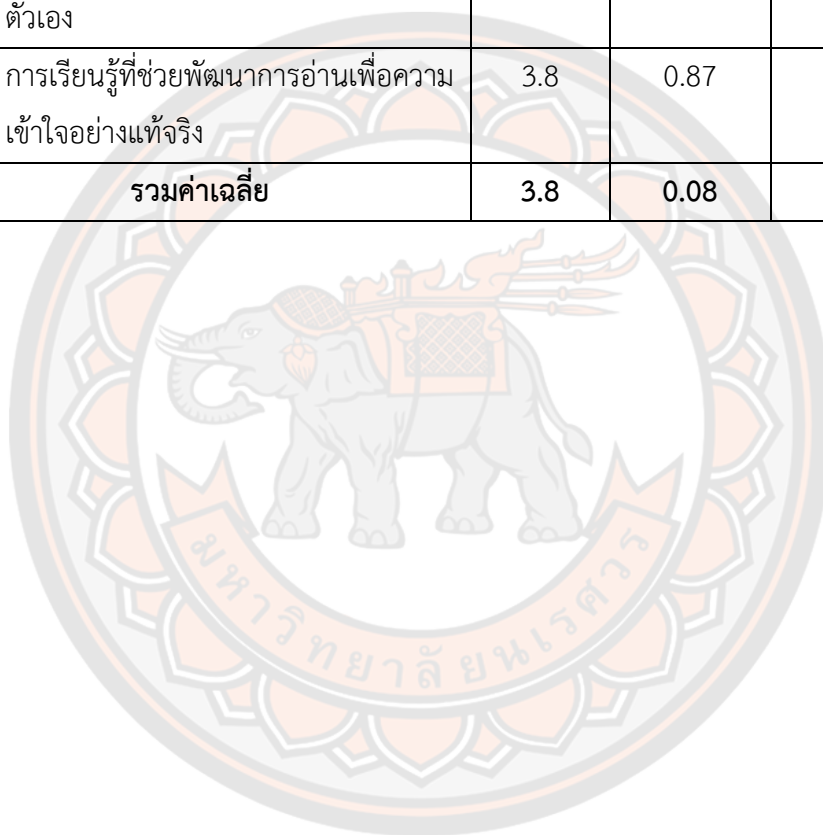 ตัวเอง
การเรียนรู้ที่ช่วยพัฒนาการอ่านเพื่อความ 3.8 0.87
เข้าใจอย่างแท้จริง
รวมค่าเฉลี่ย 3.8 0.08
มหาวิทยาลัยนเรศวร